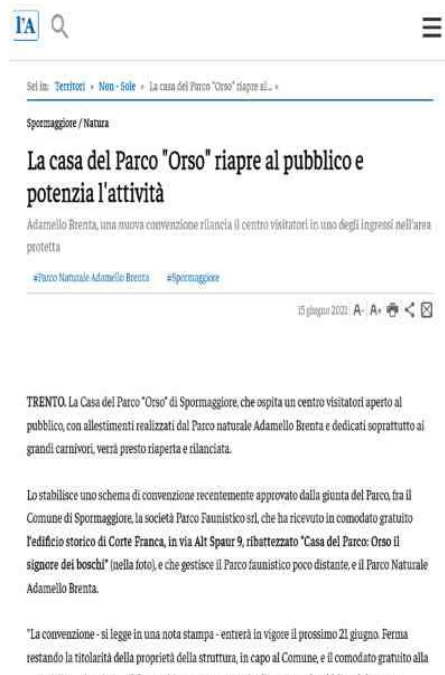 l'A
Sei in: Territori » Non - Sole » La casa del Parco "Orso" riapre al... »
Spormaggiore / Natura
La casa del Parco "Orso" riapre al pubblico e
potenzia l'attività
Adamello Brenta, una nuova convenzione rilancia il centro visitatori in uno degli ingressi nell'area
protetta
#Parco Naturale Adamello Brenta #Spormaggiore
15 giugno 2021 A- A+
TRENTO. La Casa del Parco "Orso" di Spormaggiore, che ospita un centro visitatori aperto al
pubblico, con allestimenti realizzati dal Parco naturale Adamello Brenta e dedicati soprattutto ai
grandi carnivori, verrà presto riaperta e rilanciata.
Lo stabilisce uno schema di convenzione recentemente approvato dalla giunta del Parco, fra il
Comune di Spormaggiore, la società Parco Faunistico srl, che ha ricevuto in comodato gratuito
l'edificio storico di Corte Franca, in via Alt Spaur 9, ribattezzato "Casa del Parco: Orso il
signore dei boschi" (nella foto), e che gestisce il Parco faunistico poco distante, e il Parco Naturale
Adamello Brenta.
"La convenzione - si legge in una nota stampa - entrerà in vigore il prossimo 21 giugno. Ferma
restando la titolarità della proprietà della struttura, in capo al Comune, e il comodato gratuito alla